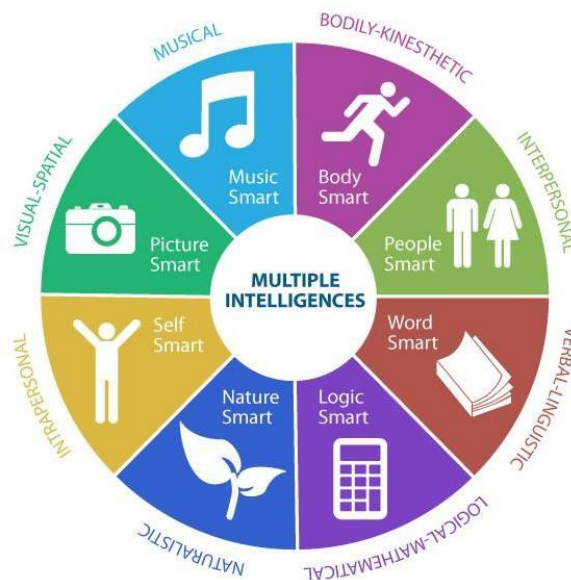 MUSICAL
BODILY-KINESTHETIC
VISUAL-SPATIAL
INTERPERSONAL
Music
Smart
Body
Smart
Picture
Smart
People
Smart
MULTIPLE
INTELLIGENCES
Self
Smart
Word
Smart
Nature
Smart
Logic
Smart
INTRAPERSONAL
VERBAL-LINGUISTIC
NATURALISTIC
LOGICAL-MATHEMATICAL